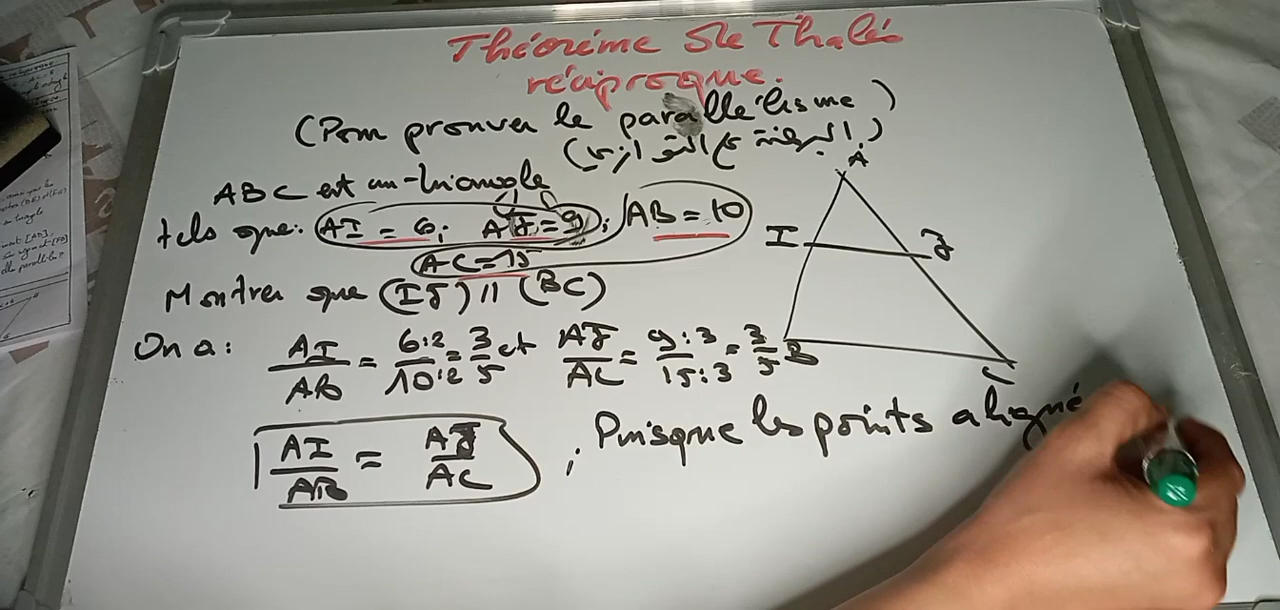 Théorème de Thalès
réciproque.
(Pour prouver le parallélisme)
(البرهنة ع التوازي)
ABC est un triangle
tels que: AI = 6; AJ = 9; AB = 10
AC = 15
Montrer que (IJ) // (BC)
On a: AI/AB = 6:2/10:2 = 3/5 et AJ/AC = 9:3/15:3 = 3/5
AI/AB = AJ/AC , Puisque les points aligné
A
I
J
B
C